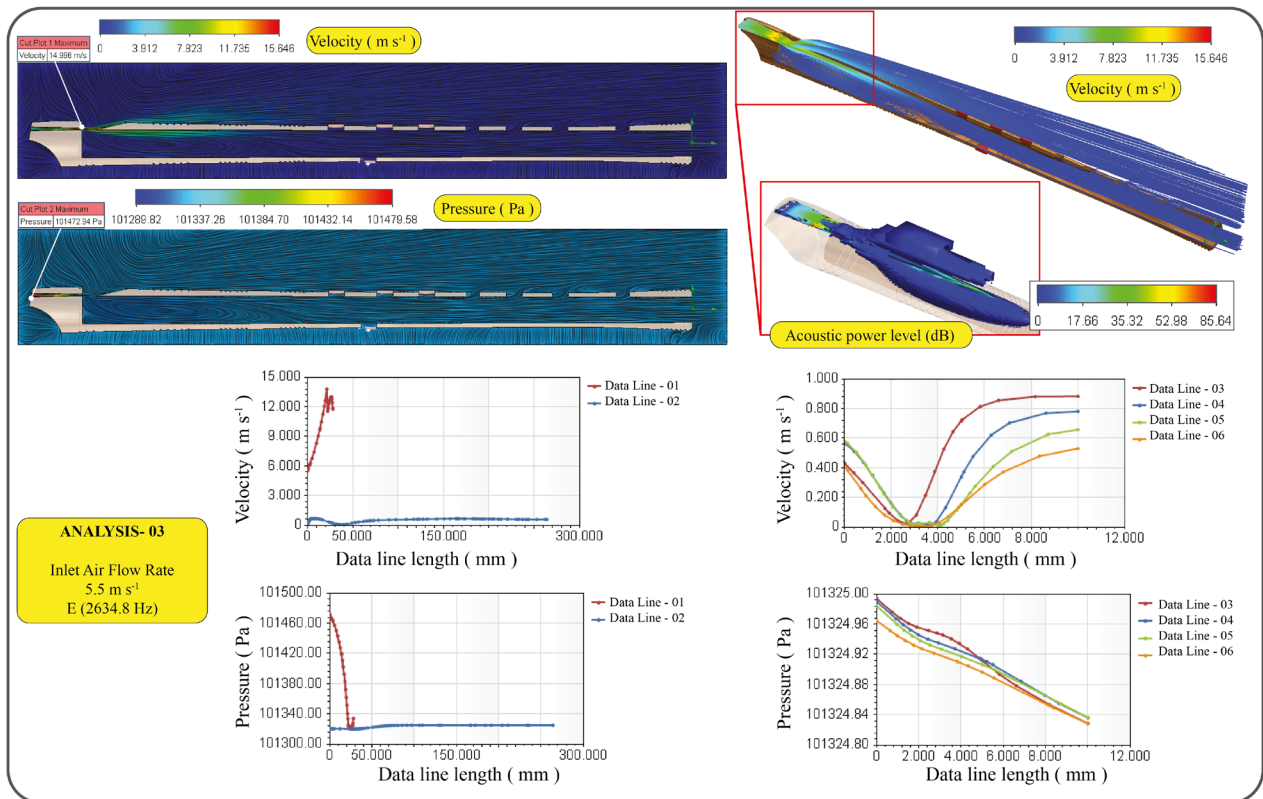 Cut Plot 1 Maximum
Velocity 14.996 m/s
0 3.912 7.823 11.735 15.646
Velocity ( m s⁻¹ )
0 3.912 7.823 11.735 15.646
Velocity ( m s⁻¹ )
Cut Plot 2 Maximum
Pressure 101472.94 Pa
101289.82 101337.26 101384.70 101432.14 101479.58
Pressure ( Pa )
0 17.66 35.32 52.98 85.64
Acoustic power level (dB)
ANALYSIS- 03
Inlet Air Flow Rate
5.5 m s⁻¹
E (2634.8 Hz)
Velocity ( m s⁻¹ )
15.000
12.000
9.000
6.000
3.000
0
0 50.000 150.000 300.000
Data line length ( mm )
Data Line - 01
Data Line - 02
Velocity ( m s⁻¹ )
1.000
0.800
0.600
0.400
0.200
0
0 2.000 4.000 6.000 8.000 12.000
Data line length ( mm )
Data Line - 03
Data Line - 04
Data Line - 05
Data Line - 06
Pressure ( Pa )
101500.00
101460.00
101420.00
101380.00
101340.00
101300.00
0 50.000 150.000 300.000
Data line length ( mm )
Data Line - 01
Data Line - 02
Pressure ( Pa )
101325.00
101324.96
101324.92
101324.88
101324.84
101324.80
0 2.000 4.000 6.000 8.000 12.000
Data line length ( mm )
Data Line - 03
Data Line - 04
Data Line - 05
Data Line - 06